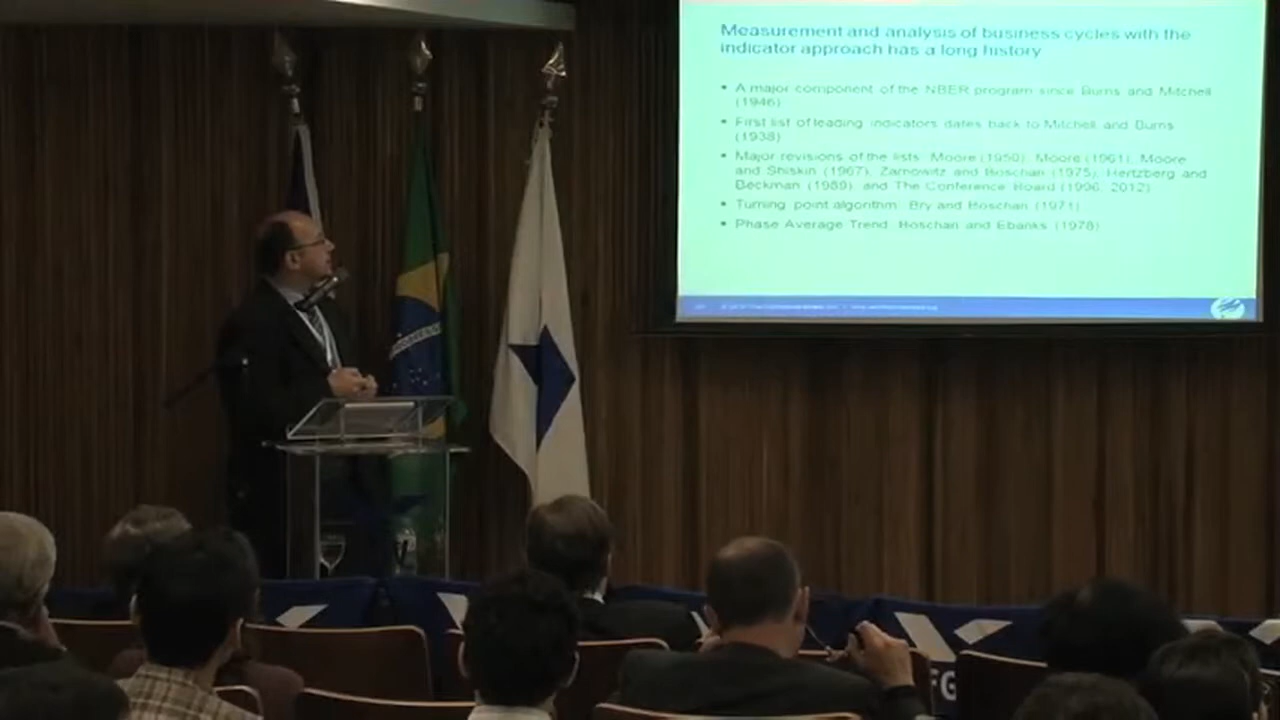 Measurement and analysis of business cycles with the
indicator approach has a long history
• A major component of the NBER program since Burns and Mitchell
(1946)
• First list of leading indicators dates back to Mitchell and Burns
(1938)
• Major revisions of the lists: Moore (1950), Moore (1961), Moore
and Shiskin (1967), Zarnowitz and Boschan (1975), Hertzberg and
Beckman (1989), and The Conference Board (1996, 2012)
• Turning point algorithm: Bry and Boschan (1971)
• Phase Average Trend: Boschan and Ebanks (1978)
FG